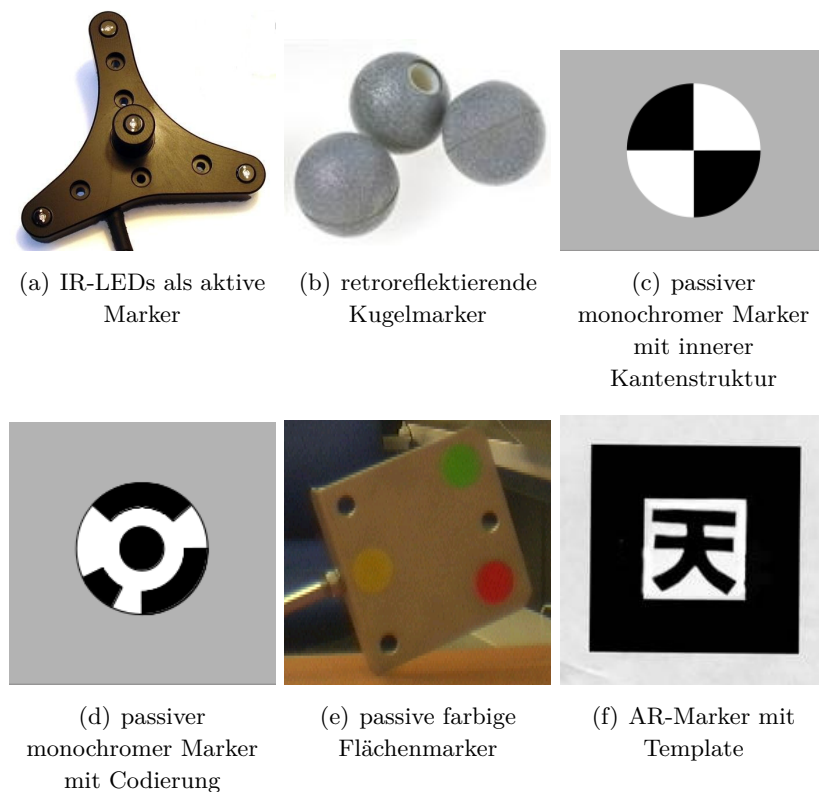 (a) IR-LEDs als aktive
Marker
(b) retroreflektierende
Kugelmarker
(c) passiver
monochromer Marker
mit innerer
Kantenstruktur
天
(d) passiver
monochromer Marker
mit Codierung
(e) passive farbige
Flächenmarker
(f) AR-Marker mit
Template